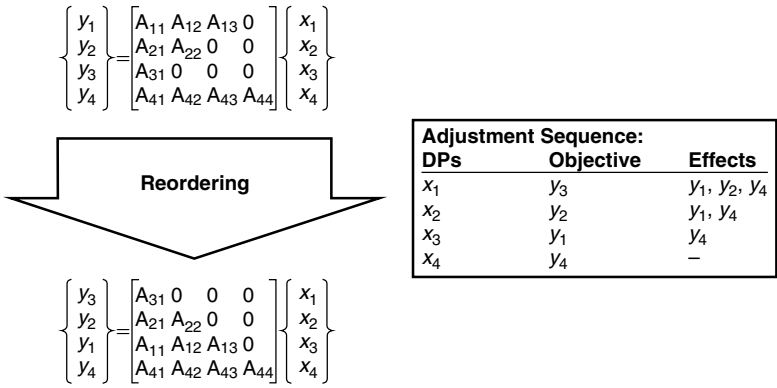 y1 A11 A12 A13 0 x1
y2 = A21 A22 0 0 x2
y3 A31 0 0 0 x3
y4 A41 A42 A43 A44 x4
Reordering
Adjustment Sequence:
DPs Objective Effects
x1 y3 y1, y2, y4
x2 y2 y1, y4
x3 y1 y4
x4 y4 –
y3 A31 0 0 0 x1
y2 = A21 A22 0 0 x2
y1 A11 A12 A13 0 x3
y4 A41 A42 A43 A44 x4